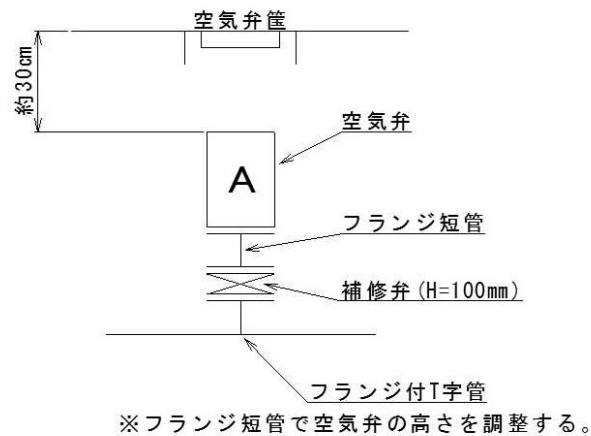 空気弁筺
約30cm
空気弁
A
フランジ短管
補修弁(H=100mm)
フランジ付T字管
※フランジ短管で空気弁の高さを調整する。